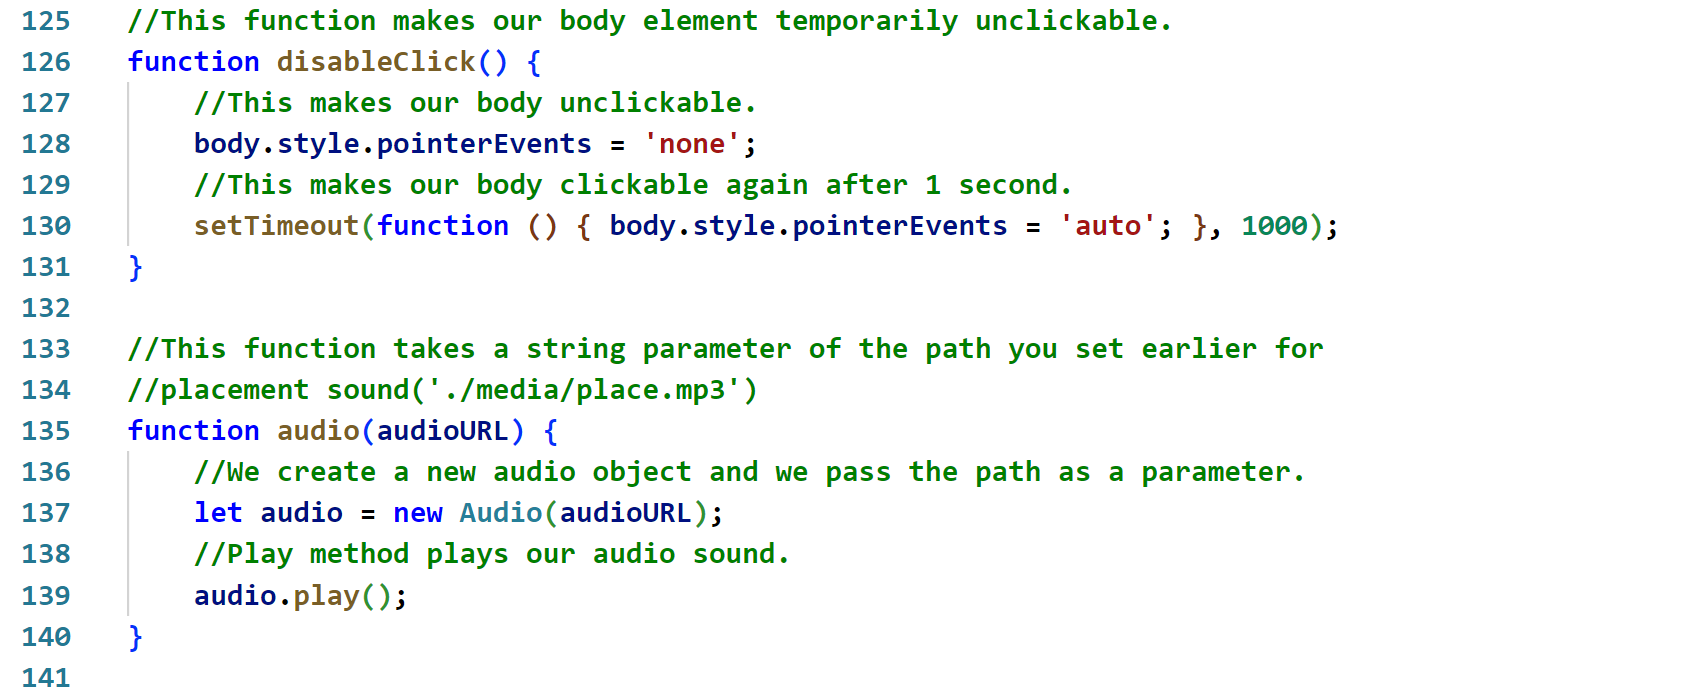 125 //This function makes our body element temporarily unclickable.
126 function disableClick() {
127     //This makes our body unclickable.
128     body.style.pointerEvents = 'none';
129     //This makes our body clickable again after 1 second.
130     setTimeout(function () { body.style.pointerEvents = 'auto'; }, 1000);
131 }
132
133 //This function takes a string parameter of the path you set earlier for
134 //placement sound('./media/place.mp3')
135 function audio(audioURL) {
136     //We create a new audio object and we pass the path as a parameter.
137     let audio = new Audio(audioURL);
138     //Play method plays our audio sound.
139     audio.play();
140 }
141